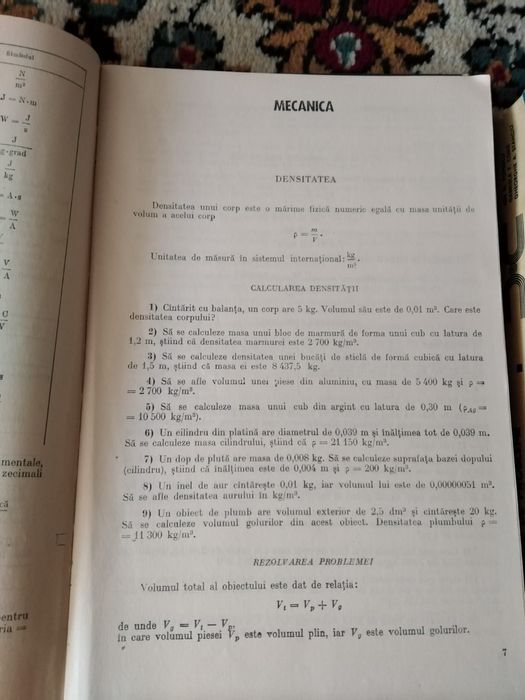 Simbolul
N
m²
J = N·m
W = J
s
J
g·grad
J
kg
= A·s
= W
A
V
A
C
V
mentale,
zecimali
că
pentru
ria =
MECANICA
DENSITATEA
Densitatea unui corp este o mărime fizică numeric egală cu masa unității de
volum a acelui corp
ρ = m/V.
Unitatea de măsură în sistemul internațional: kg/m³.
CALCULAREA DENSITĂȚII
1) Cîntărit cu balanța, un corp are 5 kg. Volumul său este de 0,01 m³. Care este
densitatea corpului?
2) Să se calculeze masa unui bloc de marmură de forma unui cub cu latura de
1,2 m, știind că densitatea marmurei este 2 700 kg/m³.
3) Să se calculeze densitatea unei bucăți de sticlă de formă cubică cu latura
de 1,5 m, știind că masa ei este 8 437,5 kg.
4) Să se afle volumul unei piese din aluminiu, cu masa de 5 400 kg și ρ =
= 2 700 kg/m³.
5) Să se calculeze masa unui cub din argint cu latura de 0,30 m (ρAg =
= 10 500 kg/m³).
6) Un cilindru din platină are diametrul de 0,039 m și înălțimea tot de 0,039 m.
Să se calculeze masa cilindrului, știind că ρ = 21 150 kg/m³.
7) Un dop de plută are masa de 0,008 kg. Să se calculeze suprafața bazei dopului
(cilindru), știind că înălțimea este de 0,004 m și ρ = 200 kg/m³.
8) Un inel de aur cîntărește 0,01 kg, iar volumul lui este de 0,00000051 m³.
Să se afle densitatea aurului în kg/m³.
9) Un obiect de plumb are volumul exterior de 2,5 dm³ și cîntărește 20 kg.
Să se calculeze volumul golurilor din acest obiect. Densitatea plumbului ρ =
= 11 300 kg/m³.
REZOLVAREA PROBLEMEI
Volumul total al obiectului este dat de relația:
Vt = Vp + Vg
de unde Vg = Vt − Vp,
în care volumul piesei Vp este volumul plin, iar Vg este volumul golurilor.
7